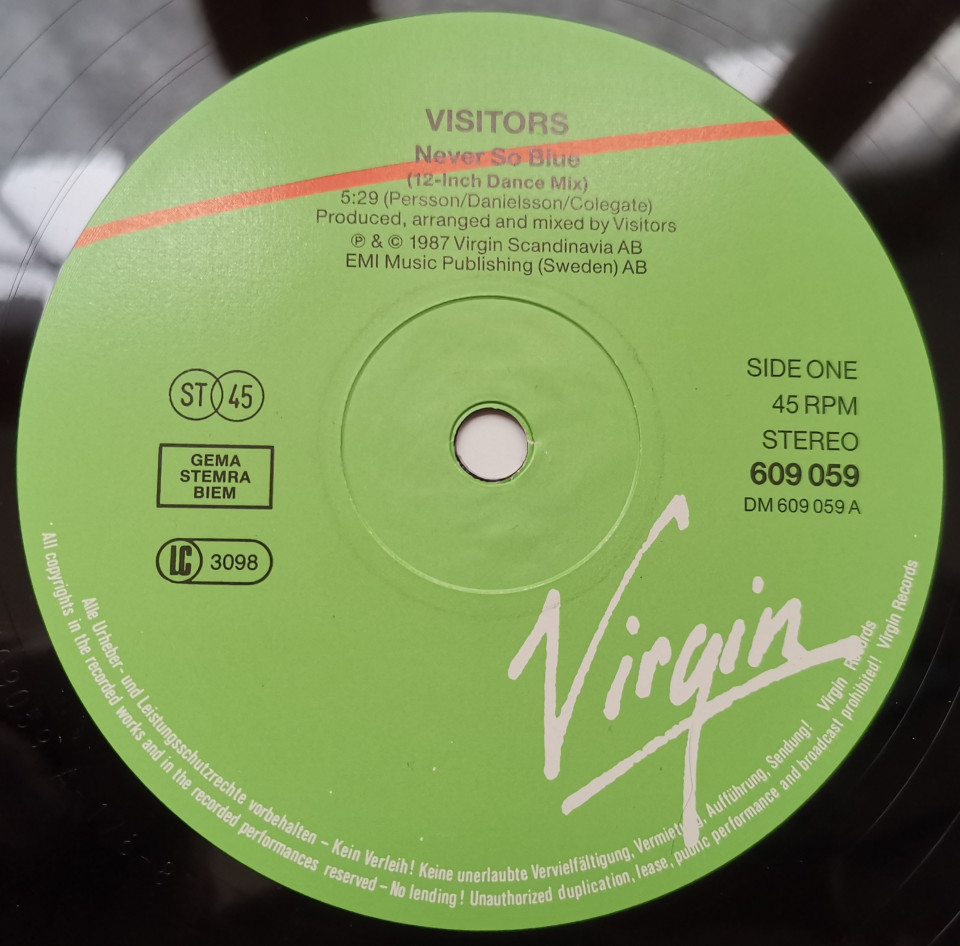 VISITORS
Never So Blue
(12-Inch Dance Mix)
5:29 (Persson/Danielsson/Colegate)
Produced, arranged and mixed by Visitors
℗ & © 1987 Virgin Scandinavia AB
EMI Music Publishing (Sweden) AB
ST 45
GEMA
STEMRA
BIEM
LC 3098
SIDE ONE
45 RPM
STEREO
609 059
DM 609 059 A
Virgin
Alle Urheber- und Leistungsschutzrechte vorbehalten – Kein Verleih! Keine unerlaubte Vervielfältigung, Vermietung, Aufführung, Sendung! Virgin Records
All copyrights in the recorded works and in the recorded performances reserved – No lending! Unauthorized duplication, lease, public performance and broadcast prohibited! Virgin Records